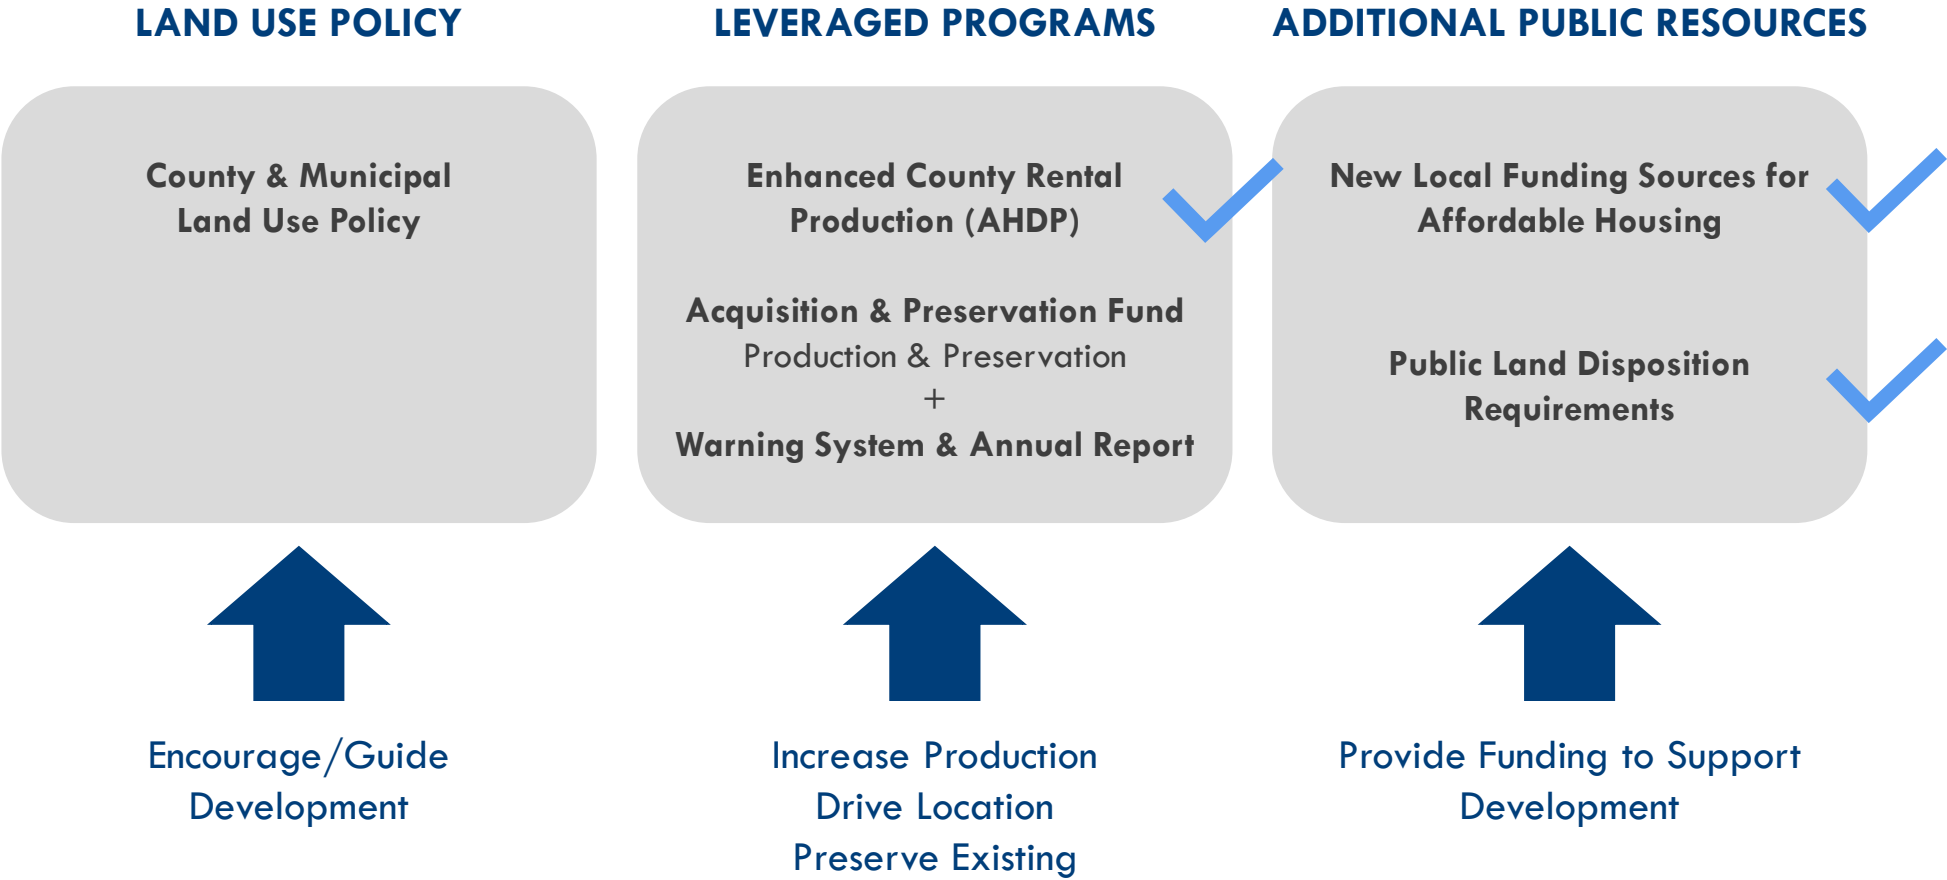 LAND USE POLICY
County & Municipal
Land Use Policy
Encourage/Guide
Development
LEVERAGED PROGRAMS
Enhanced County Rental
Production (AHDP)
Acquisition & Preservation Fund
Production & Preservation
+
Warning System & Annual Report
Increase Production
Drive Location
Preserve Existing
ADDITIONAL PUBLIC RESOURCES
New Local Funding Sources for
Affordable Housing
Public Land Disposition
Requirements
Provide Funding to Support
Development